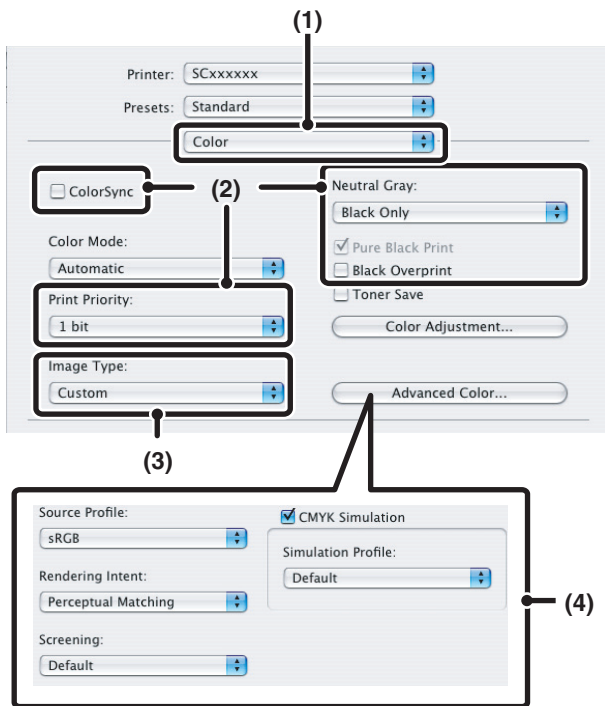 (1)
Printer: SCxxxxxx
Presets: Standard
Color
ColorSync
(2)
Neutral Gray:
Black Only
Pure Black Print
Black Overprint
Color Mode:
Automatic
Toner Save
Print Priority:
1 bit
Color Adjustment...
Image Type:
Custom
Advanced Color...
(3)
Source Profile:
sRGB
CMYK Simulation
Simulation Profile:
Default
Rendering Intent:
Perceptual Matching
(4)
Screening:
Default